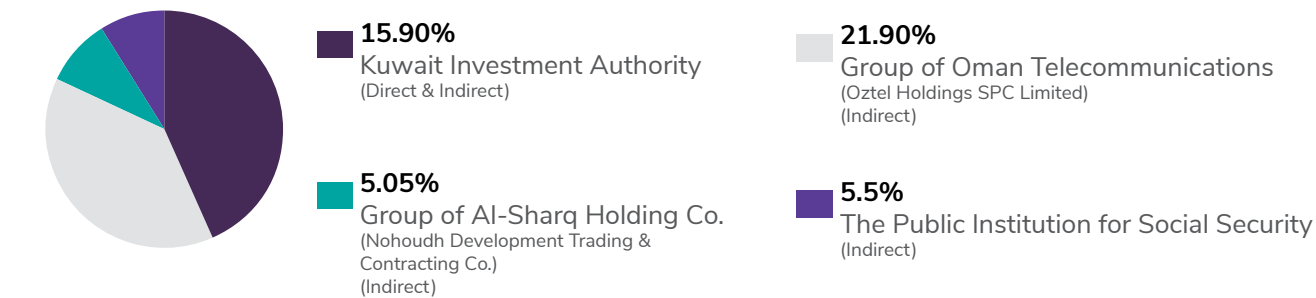 15.90%
Kuwait Investment Authority
(Direct & Indirect)
21.90%
Group of Oman Telecommunications
(Oztel Holdings SPC Limited)
(Indirect)
5.05%
Group of Al-Sharq Holding Co.
(Nohoudh Development Trading &
Contracting Co.)
(Indirect)
5.5%
The Public Institution for Social Security
(Indirect)